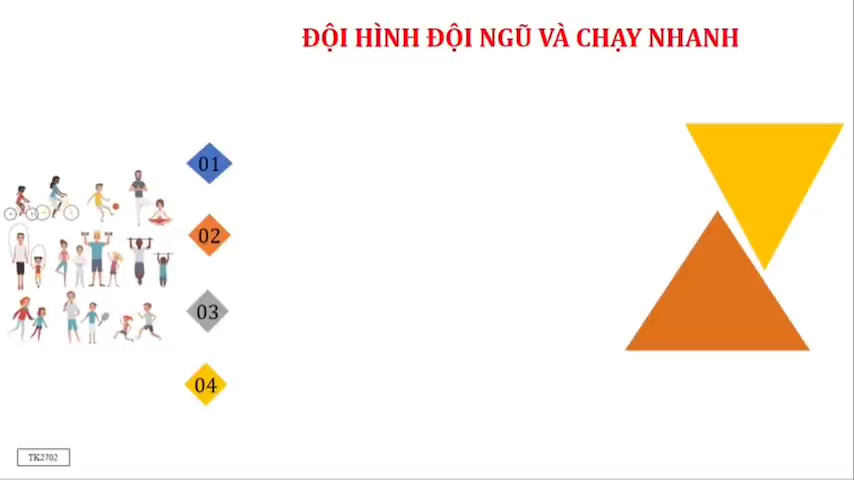 ĐỘI HÌNH ĐỘI NGŨ VÀ CHẠY NHANH
01
02
03
04
TK2702